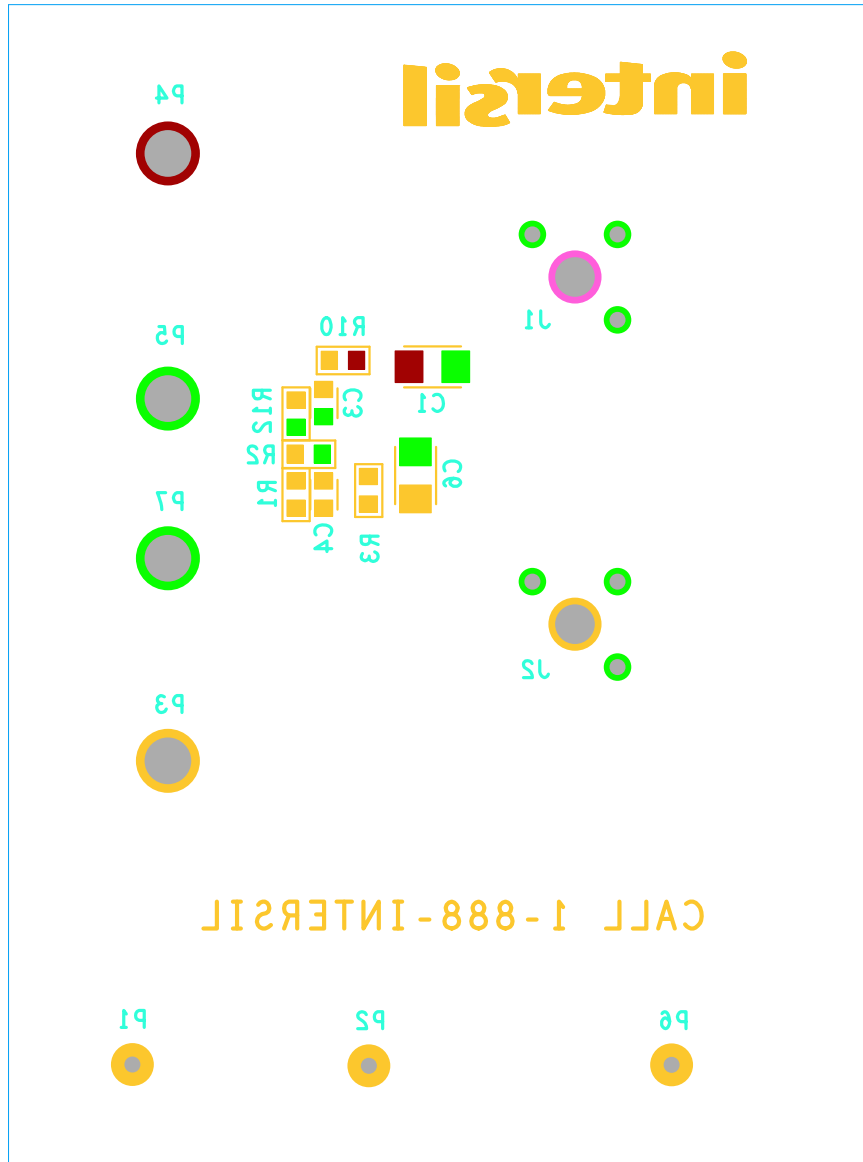 intersil
P4
J1
R10
P5
C1
R12
C3
R2
C6
R1
P7
C4
R3
J2
P3
CALL 1-888-INTERSIL
P1
P2
P6